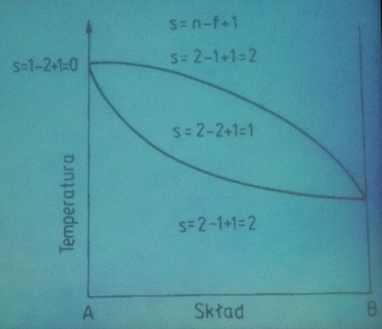 s = n-f+1
s = 2-1+1=2
s=1-2+1=0
s = 2-2+1=1
s = 2-1+1=2
Temperatura
A
Skład
B